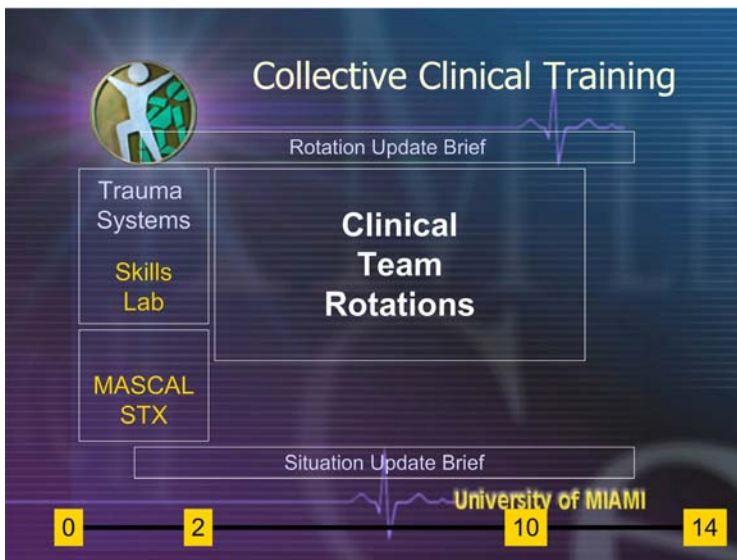 Collective Clinical Training
Rotation Update Brief
Trauma
Systems
Skills
Lab
Clinical
Team
Rotations
MASCAL
STX
Situation Update Brief
University of MIAMI
0
2
10
14